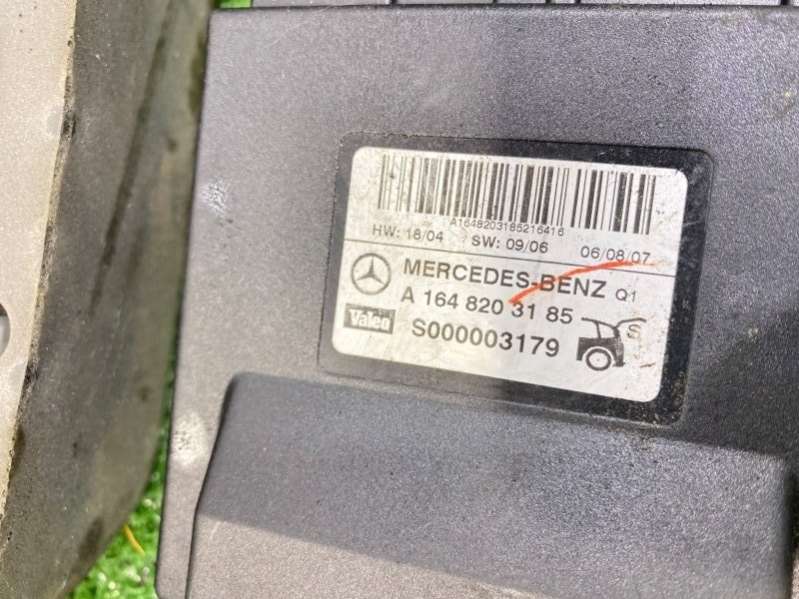 A1648203185216416
HW: 18/04 SW: 09/06 06/08/07
MERCEDES-BENZ Q1
A 164 820 31 85
Valeo S000003179
S